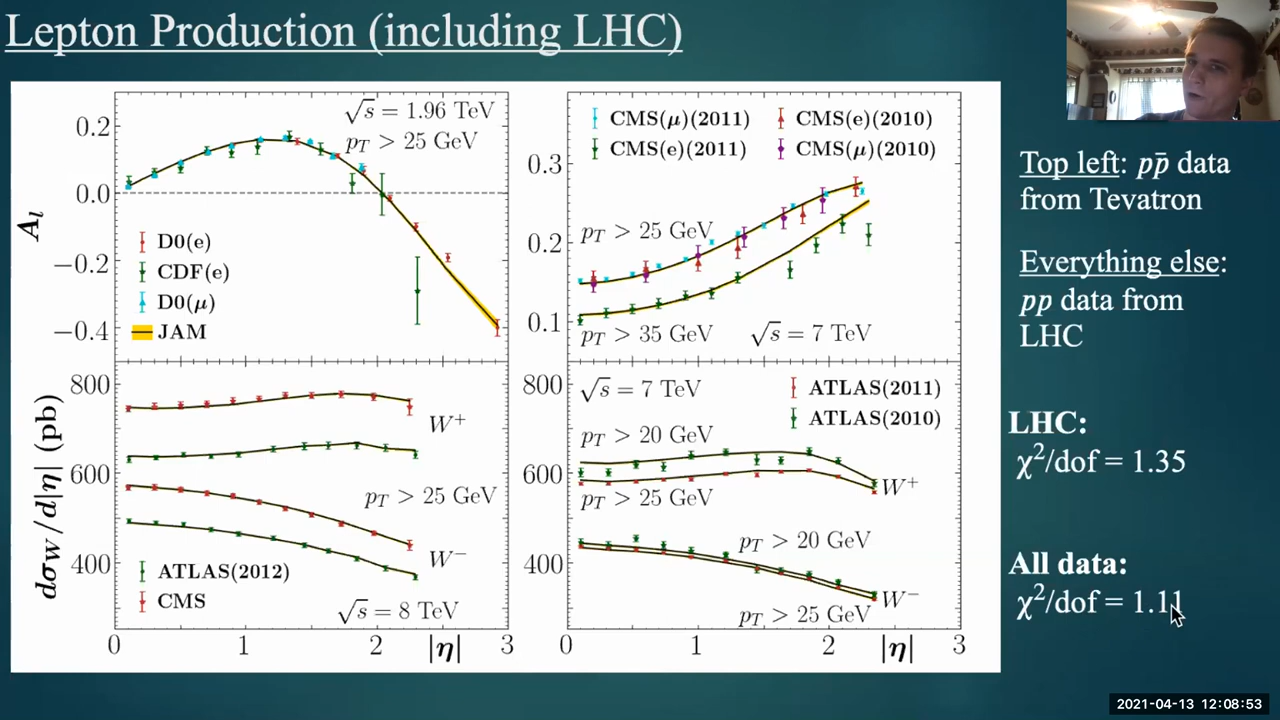 Lepton Production (including LHC)
√s = 1.96 TeV
p_T > 25 GeV
0.2
0.0
−0.2
−0.4
A_l
D0(e)
CDF(e)
D0(μ)
JAM
CMS(μ)(2011)
CMS(e)(2010)
CMS(e)(2011)
CMS(μ)(2010)
0.3
0.2
0.1
p_T > 25 GeV
p_T > 35 GeV
√s = 7 TeV
800
600
400
dσ_W/d|η| (pb)
W⁺
p_T > 25 GeV
W⁻
ATLAS(2012)
CMS
√s = 8 TeV
0
1
2
|η|
3
800
600
400
√s = 7 TeV
ATLAS(2011)
ATLAS(2010)
p_T > 20 GeV
W⁺
p_T > 25 GeV
p_T > 20 GeV
W⁻
p_T > 25 GeV
0
1
2
|η|
3
Top left: pp̄ data
from Tevatron
Everything else:
pp data from
LHC
LHC:
χ²/dof = 1.35
All data:
χ²/dof = 1.11
2021-04-13 12:08:53